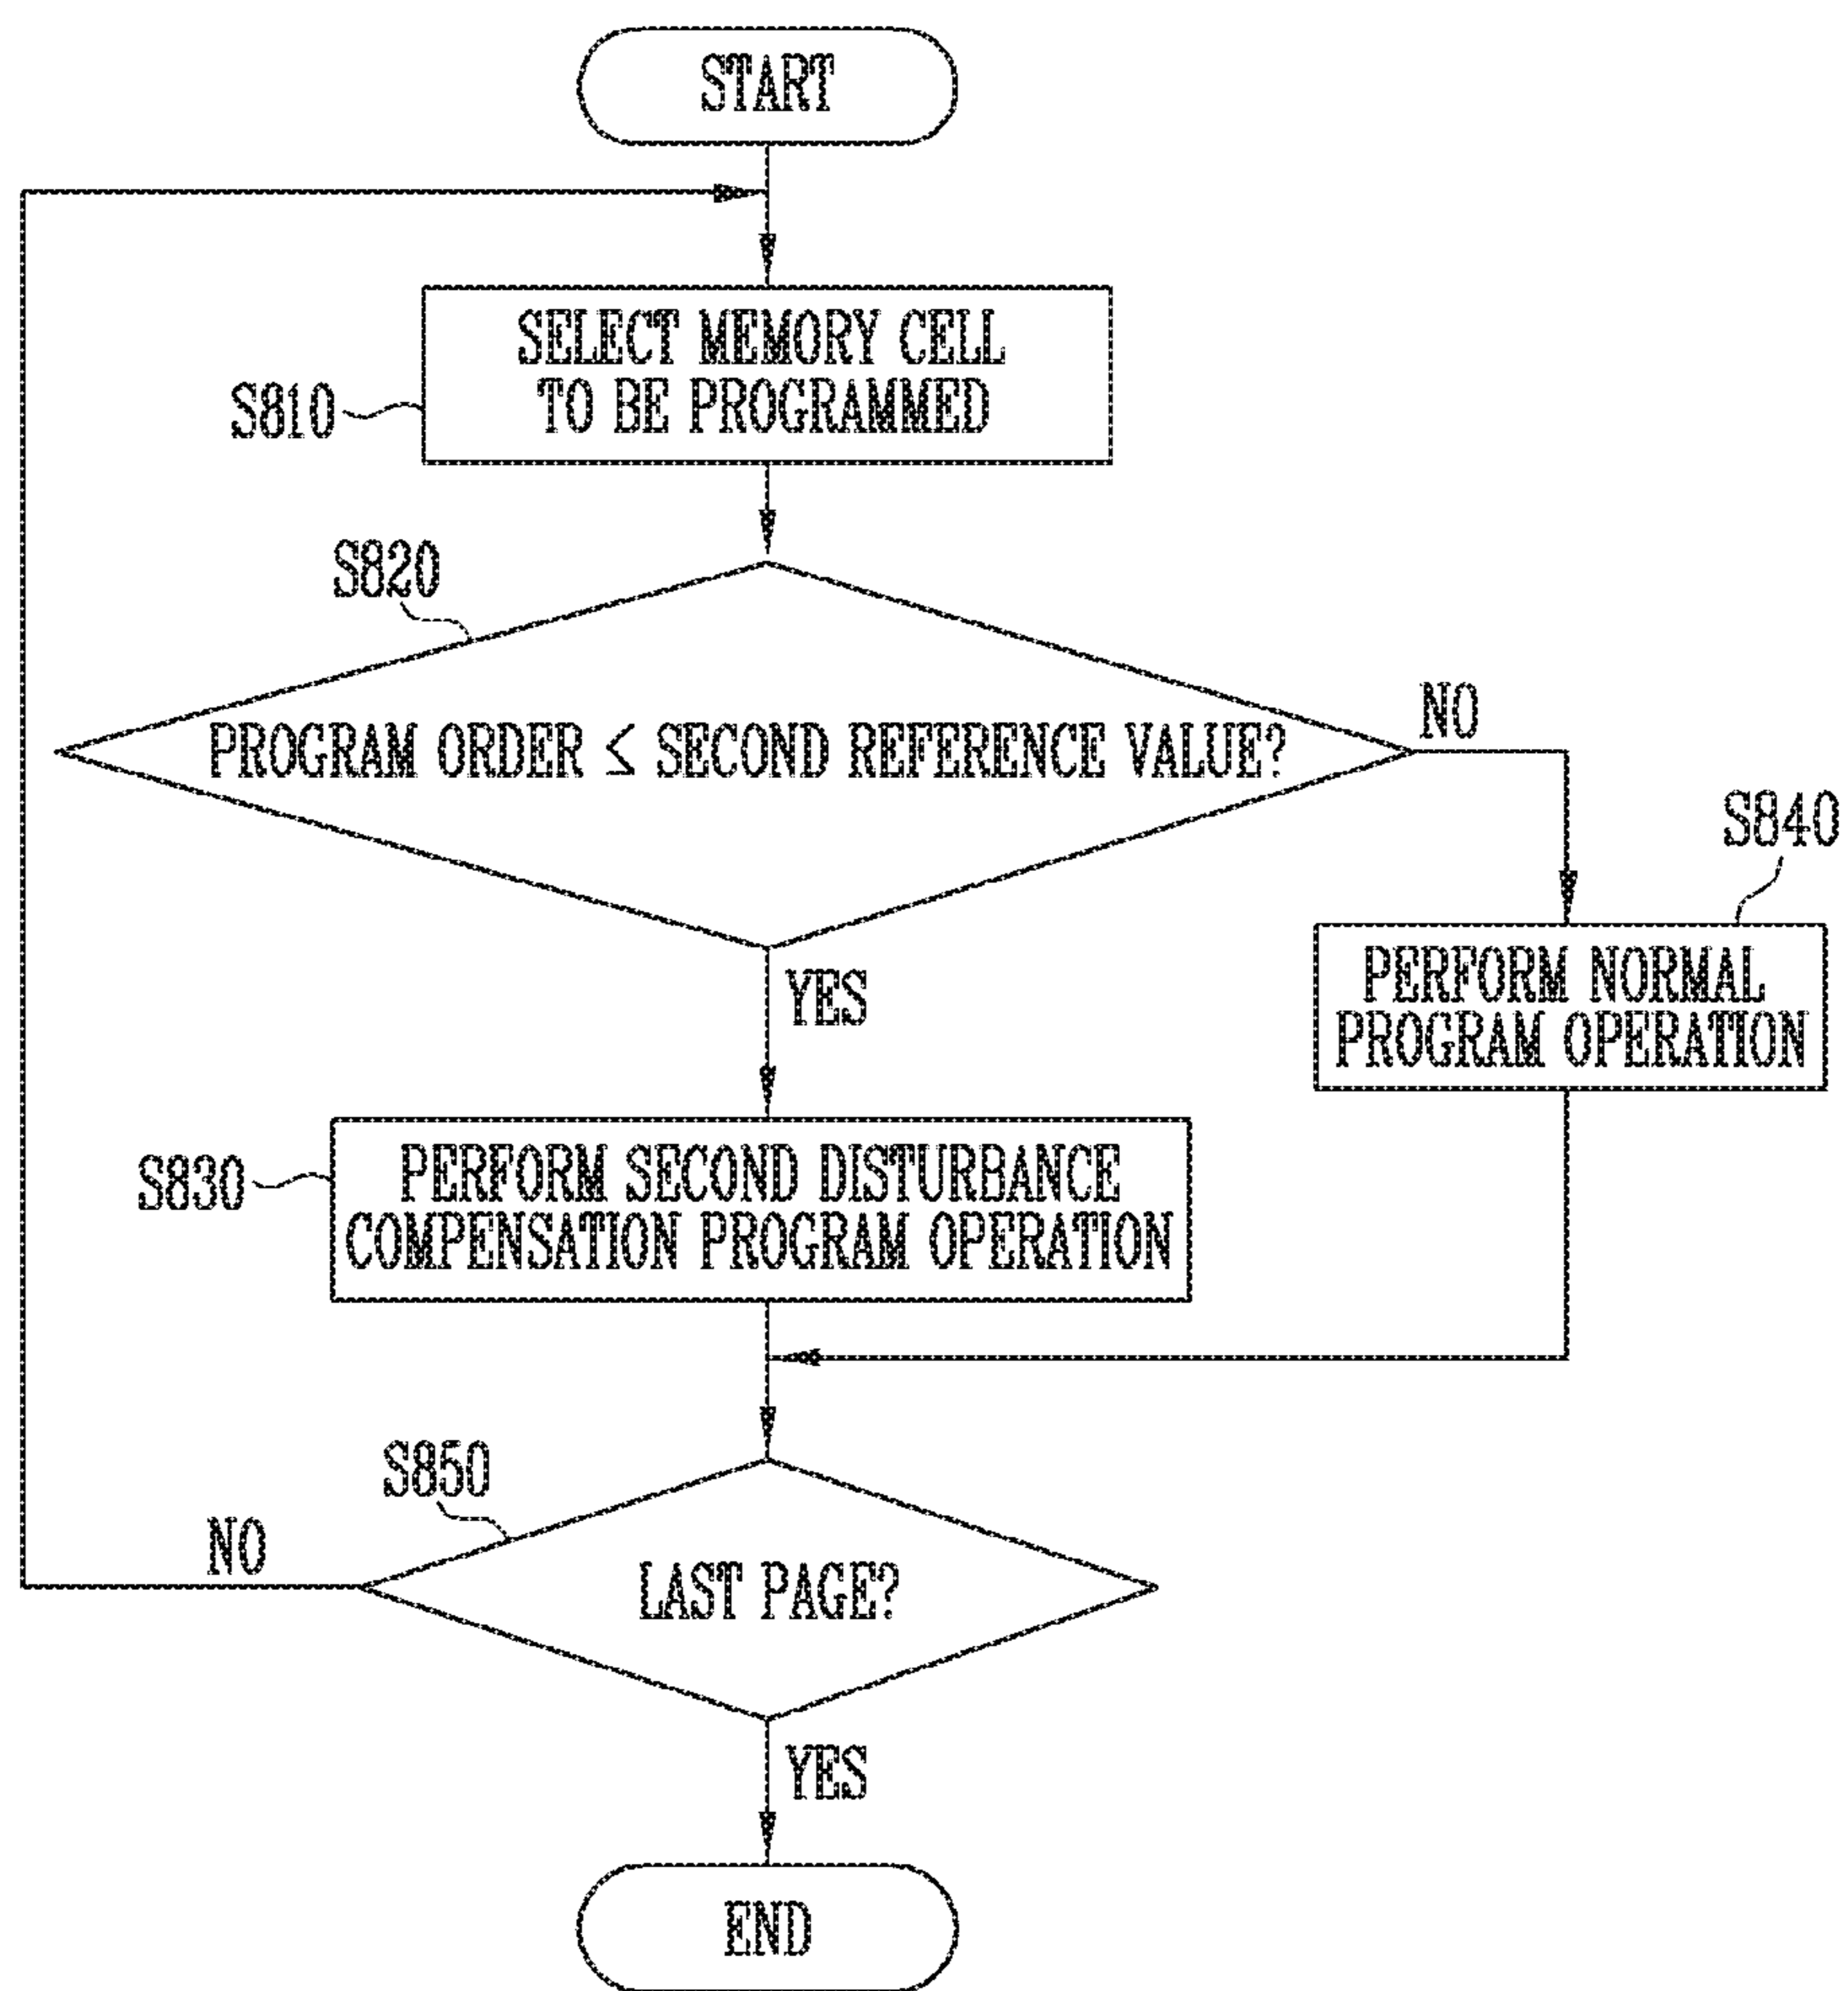 START
SELECT MEMORY CELL
TO BE PROGRAMMED
S810
S820
PROGRAM ORDER ≤ SECOND REFERENCE VALUE?
NO
S840
PERFORM NORMAL
PROGRAM OPERATION
YES
S830
PERFORM SECOND DISTURBANCE
COMPENSATION PROGRAM OPERATION
S850
NO
LAST PAGE?
YES
END